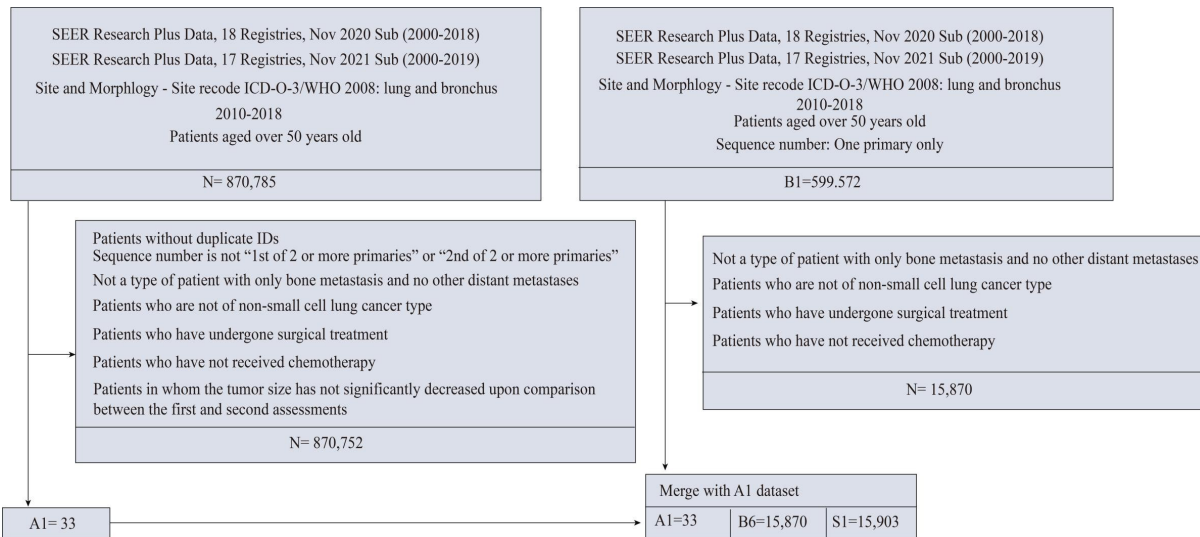 SEER Research Plus Data, 18 Registries, Nov 2020 Sub (2000-2018)
SEER Research Plus Data, 17 Registries, Nov 2021 Sub (2000-2019)
Site and Morphlogy - Site recode ICD-O-3/WHO 2008: lung and bronchus
2010-2018
Patients aged over 50 years old
N= 870,785
SEER Research Plus Data, 18 Registries, Nov 2020 Sub (2000-2018)
SEER Research Plus Data, 17 Registries, Nov 2021 Sub (2000-2019)
Site and Morphlogy - Site recode ICD-O-3/WHO 2008: lung and bronchus
2010-2018
Patients aged over 50 years old
Sequence number: One primary only
B1=599.572
Patients without duplicate IDs
Sequence number is not “1st of 2 or more primaries” or “2nd of 2 or more primaries”
Not a type of patient with only bone metastasis and no other distant metastases
Patients who are not of non-small cell lung cancer type
Patients who have undergone surgical treatment
Patients who have not received chemotherapy
Patients in whom the tumor size has not significantly decreased upon comparison
between the first and second assessments
N= 870,752
Not a type of patient with only bone metastasis and no other distant metastases
Patients who are not of non-small cell lung cancer type
Patients who have undergone surgical treatment
Patients who have not received chemotherapy
N= 15,870
A1= 33
Merge with A1 dataset
A1=33 B6=15,870 S1=15,903